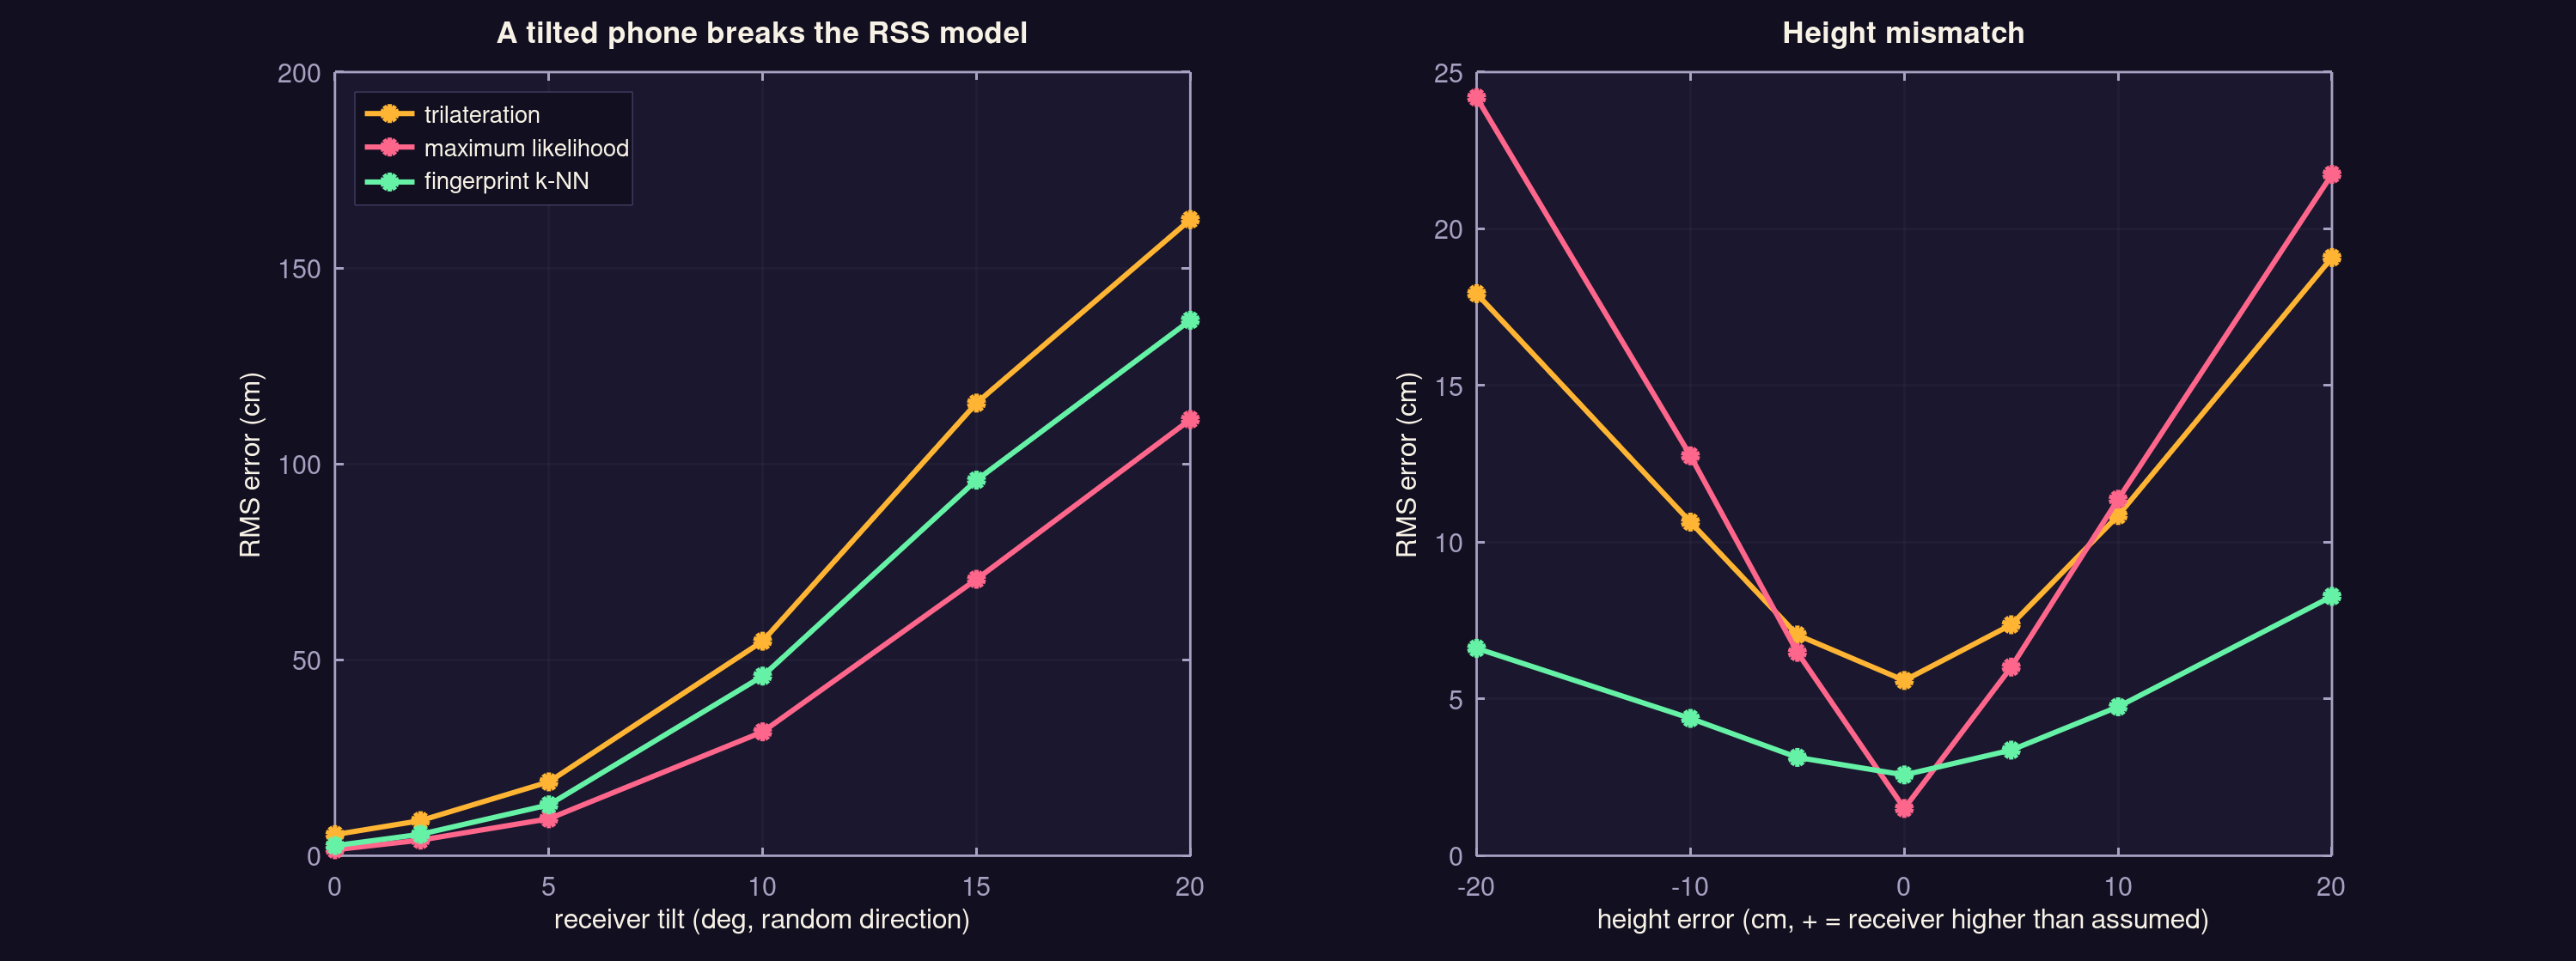 A tilted phone breaks the RSS model
200
150
100
50
0
RMS error (cm)
trilateration
maximum likelihood
fingerprint k-NN
0 5 10 15 20
receiver tilt (deg, random direction)
Height mismatch
25
20
15
10
5
0
RMS error (cm)
-20 -10 0 10 20
height error (cm, + = receiver higher than assumed)